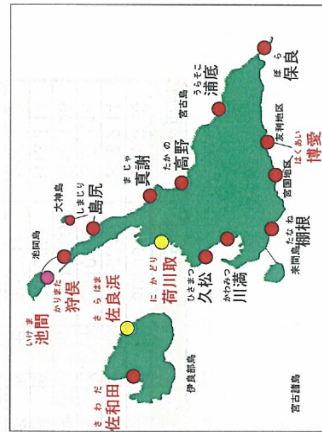 池間島
いけま
池間
かりまた
狩俣
大神島
しまじり
島尻
まじゃ
真謝
たかの
高野
宮古島
うらそこ
浦底
ぼら
保良
さらはま
佐良浜
にかどり
荷川取
さわだ
佐和田
伊良部島
ひさまつ
久松
かわみつ
川満
来間島
たなね
棚根
宮国地区
友利地区
はくあい
博愛
宮古諸島